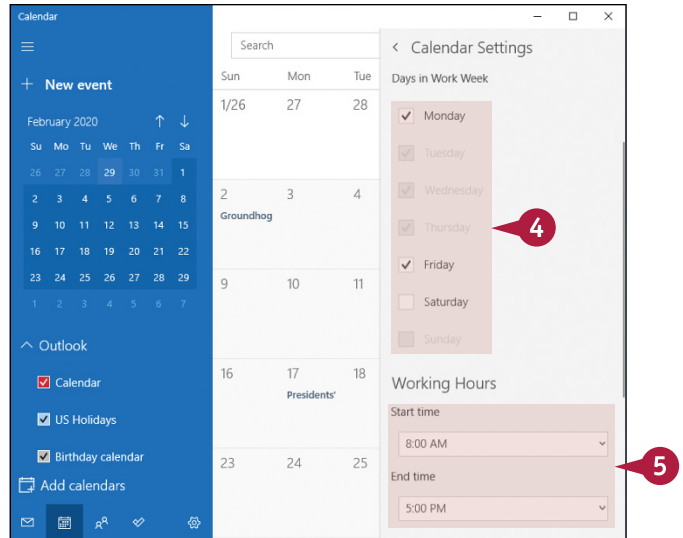 Calendar
New event
February 2020
Su Mo Tu We Th Fr Sa
26 27 28 29 30 31 1
2 3 4 5 6 7 8
9 10 11 12 13 14 15
16 17 18 19 20 21 22
23 24 25 26 27 28 29
1 2 3 4 5 6 7
Outlook
Calendar
US Holidays
Birthday calendar
Add calendars
Search
Sun Mon Tue
1/26 27 28
2 3 4
Groundhog
9 10 11
16 17 18
Presidents'
23 24 25
Calendar Settings
Days in Work Week
Monday
Tuesday
Wednesday
Thursday
Friday
Saturday
Sunday
4
Working Hours
Start time
8:00 AM
End time
5:00 PM
5